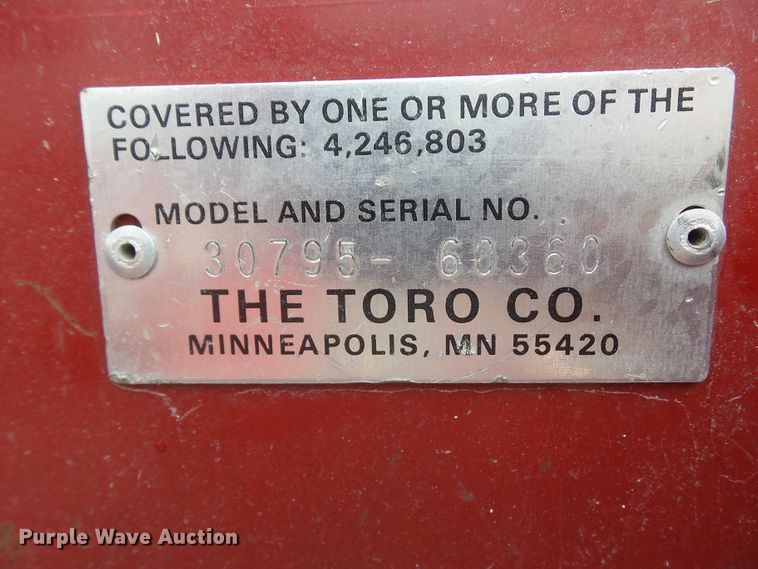 COVERED BY ONE OR MORE OF THE
FOLLOWING: 4,246,803
MODEL AND SERIAL NO.
30795- 60360
THE TORO CO.
MINNEAPOLIS, MN 55420
Purple Wave Auction